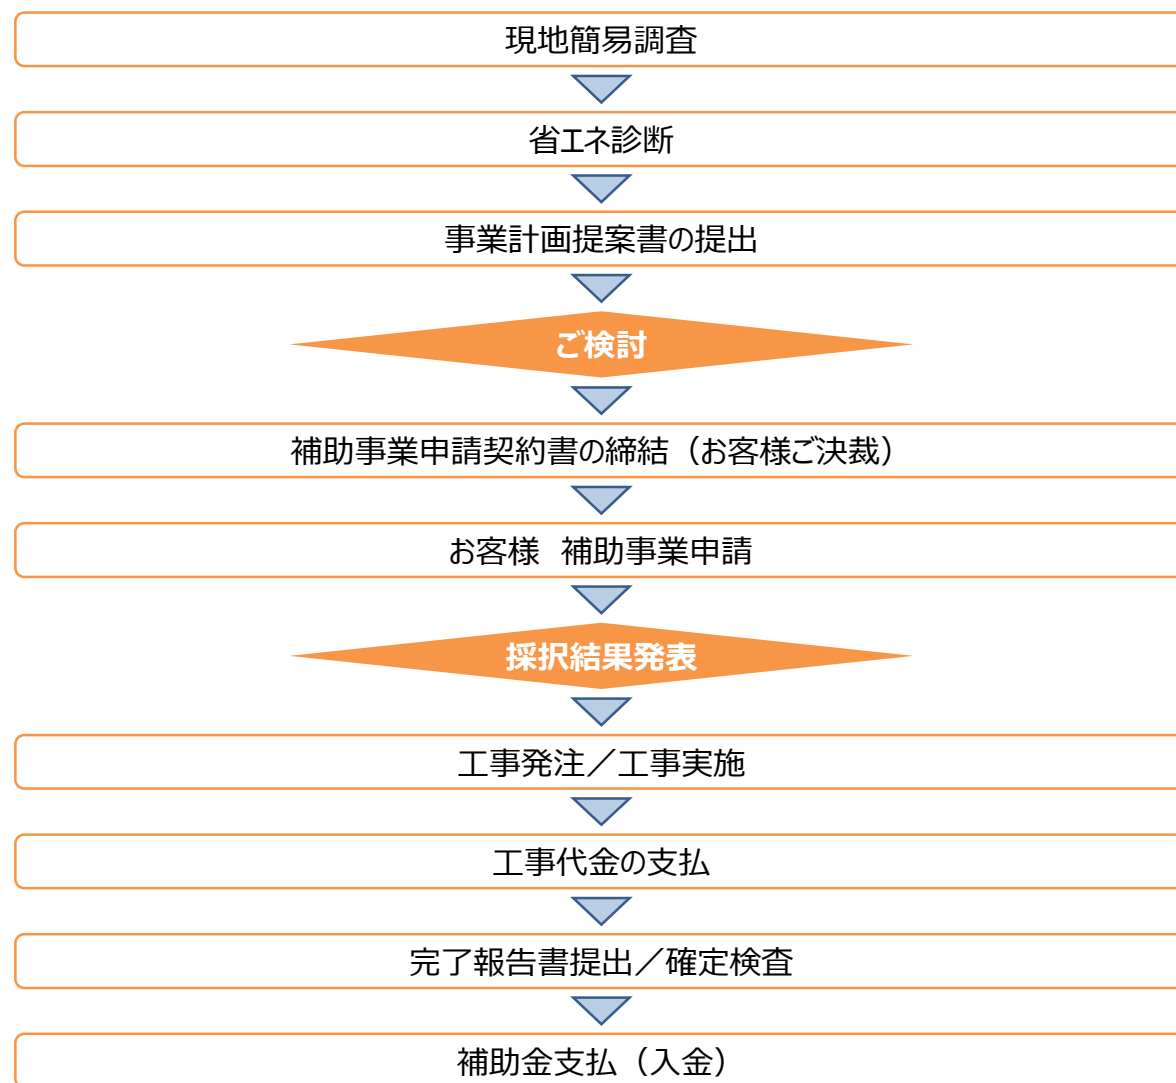 現地簡易調査
省エネ診断
事業計画提案書の提出
ご検討
補助事業申請契約書の締結（お客様ご決裁）
お客様　補助事業申請
採択結果発表
工事発注／工事実施
工事代金の支払
完了報告書提出／確定検査
補助金支払（入金）